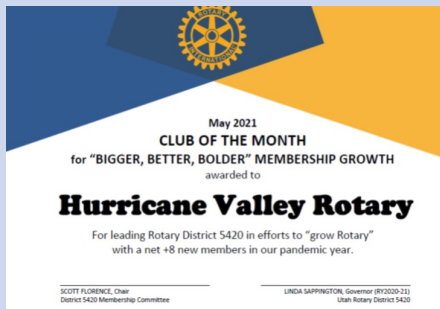 ROTARY
INTERNATIONAL
May 2021
CLUB OF THE MONTH
for “BIGGER, BETTER, BOLDER” MEMBERSHIP GROWTH
awarded to
Hurricane Valley Rotary
For leading Rotary District 5420 in efforts to “grow Rotary”
with a net +8 new members in our pandemic year.
SCOTT FLORENCE, Chair
District 5420 Membership Committee
LINDA SAPPINGTON, Governor (RY2020-21)
Utah Rotary District 5420